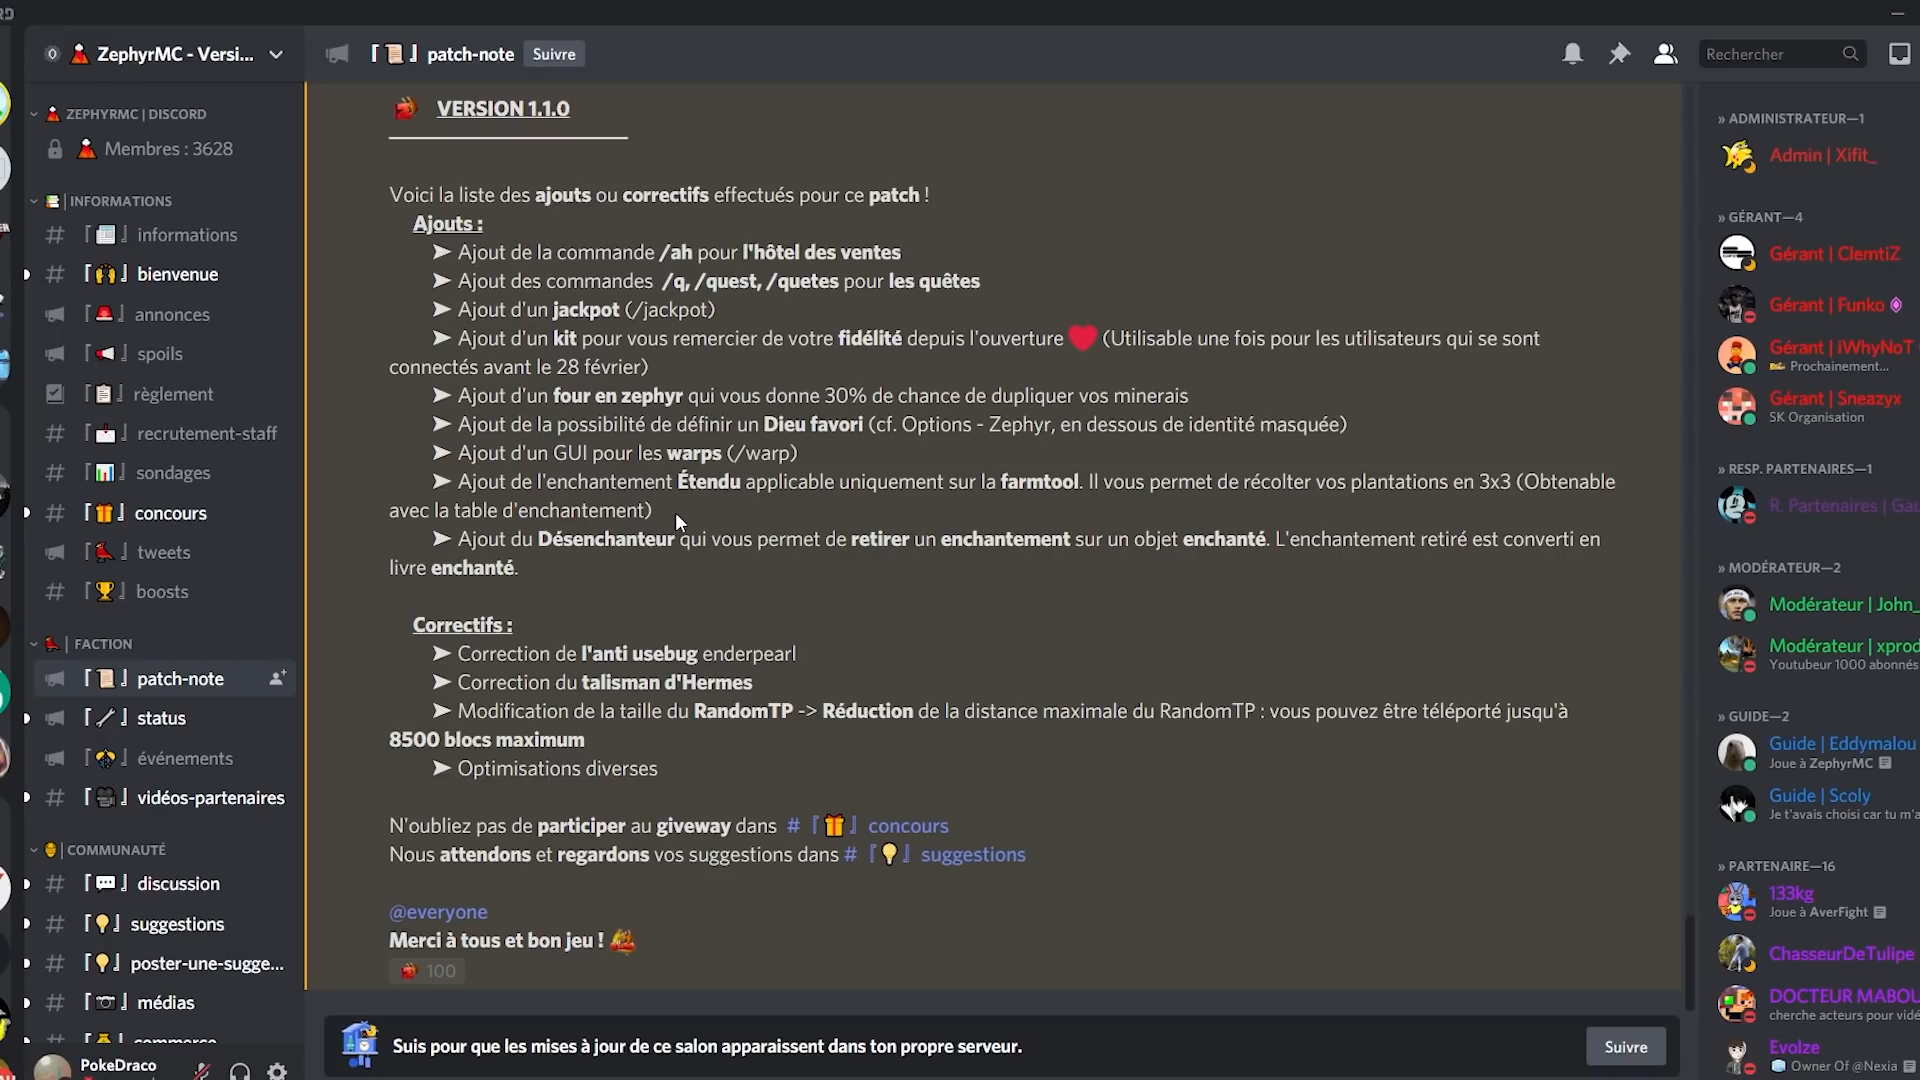 ZephyrMC - Versi...
ZEPHYRMC | DISCORD
Membres : 3628
| INFORMATIONS
# 「📰」 informations
# 「🙌」 bienvenue
「🚨」 annonces
「📢」 spoils
「📋」 règlement
# 「📩」 recrutement-staff
# 「📊」 sondages
# 「🎁」 concours
「🐦」 tweets
# 「🏆」 boosts
| FACTION
「📜」 patch-note
「🔧」 status
「」 événements
# 「🎥」 vidéos-partenaires
| COMMUNAUTÉ
# 「💬」 discussion
# 「💡」 suggestions
# 「💡」 poster-une-sugge...
# 「📷」 médias
# 「💰」 commerce
PokeDraco
「📜」 patch-note Suivre
Rechercher
VERSION 1.1.0
Voici la liste des ajouts ou correctifs effectués pour ce patch !
Ajouts :
➤ Ajout de la commande /ah pour l'hôtel des ventes
➤ Ajout des commandes /q, /quest, /quetes pour les quêtes
➤ Ajout d'un jackpot (/jackpot)
➤ Ajout d'un kit pour vous remercier de votre fidélité depuis l'ouverture ❤️ (Utilisable une fois pour les utilisateurs qui se sont
connectés avant le 28 février)
➤ Ajout d'un four en zephyr qui vous donne 30% de chance de dupliquer vos minerais
➤ Ajout de la possibilité de définir un Dieu favori (cf. Options - Zephyr, en dessous de identité masquée)
➤ Ajout d'un GUI pour les warps (/warp)
➤ Ajout de l'enchantement Étendu applicable uniquement sur la farmtool. Il vous permet de récolter vos plantations en 3x3 (Obtenable
avec la table d'enchantement)
➤ Ajout du Désenchanteur qui vous permet de retirer un enchantement sur un objet enchanté. L'enchantement retiré est converti en
livre enchanté.
Correctifs :
➤ Correction de l'anti usebug enderpearl
➤ Correction du talisman d'Hermes
➤ Modification de la taille du RandomTP -> Réduction de la distance maximale du RandomTP : vous pouvez être téléporté jusqu'à
8500 blocs maximum
➤ Optimisations diverses
N'oubliez pas de participer au giveway dans # 「🎁」 concours
Nous attendons et regardons vos suggestions dans # 「💡」 suggestions
@everyone
Merci à tous et bon jeu !
100
Suis pour que les mises à jour de ce salon apparaissent dans ton propre serveur.
Suivre
» ADMINISTRATEUR—1
Admin | Xifit_
» GÉRANT—4
Gérant | ClemtiZ
Gérant | Funko
Gérant | iWhyNoT
Prochainement...
Gérant | Sneazyx
SK Organisation
» RESP. PARTENAIRES—1
R. Partenaires | Gau
» MODÉRATEUR—2
Modérateur | John_
Modérateur | xprod
Youtubeur 1000 abonnés
» GUIDE—2
Guide | Eddymalou
Joue à ZephyrMC
Guide | Scoly
Je t'avais choisi car tu m'a
» PARTENAIRE—16
133kg
Joue à AverFight
ChasseurDeTulipe
DOCTEUR MABOU
cherche acteurs pour vidé
Evolze
Owner Of @Nexia